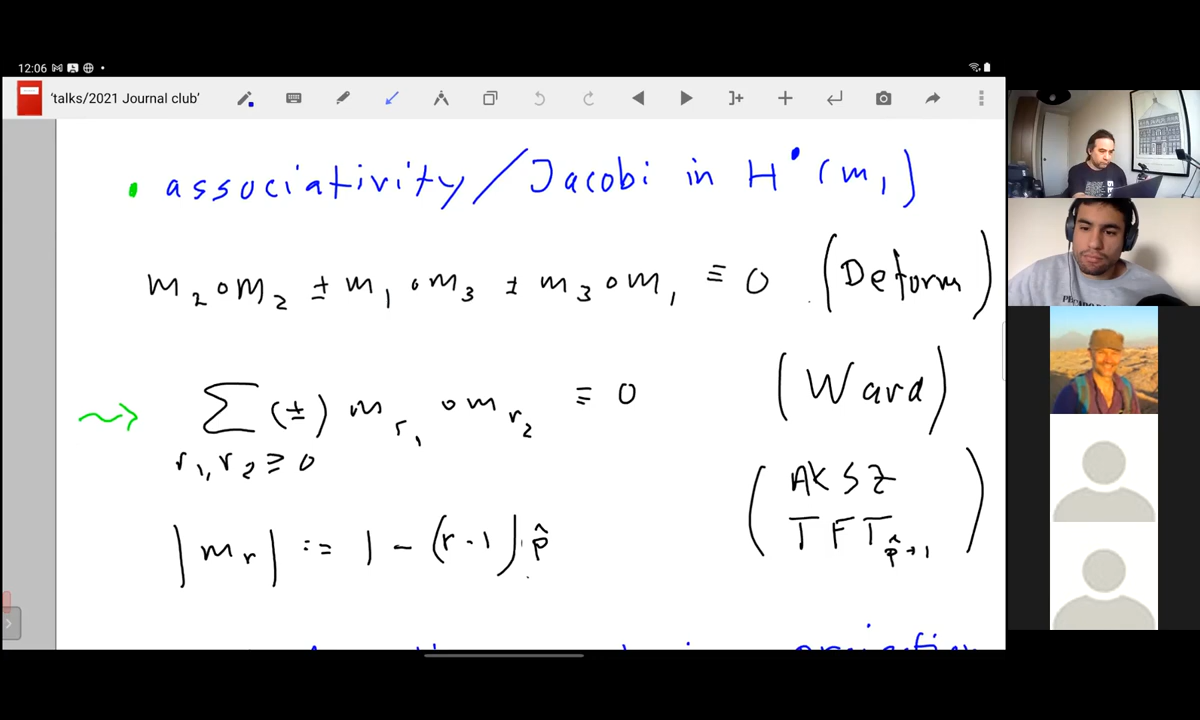 12:06
'talks/2021 Journal club'
• associativity/Jacobi in H•(m₁)
m₂∘m₂ ± m₁∘m₃ ± m₃∘m₁ ≡ 0 . (Deform)
⇝ ∑ (±) m_{r₁} ∘ m_{r₂} ≡ 0 (Ward)
r₁, r₂ ≥ 0
(AKSZ
TFT_{p̂+1})
|m_r| := 1 - (r-1)·p̂